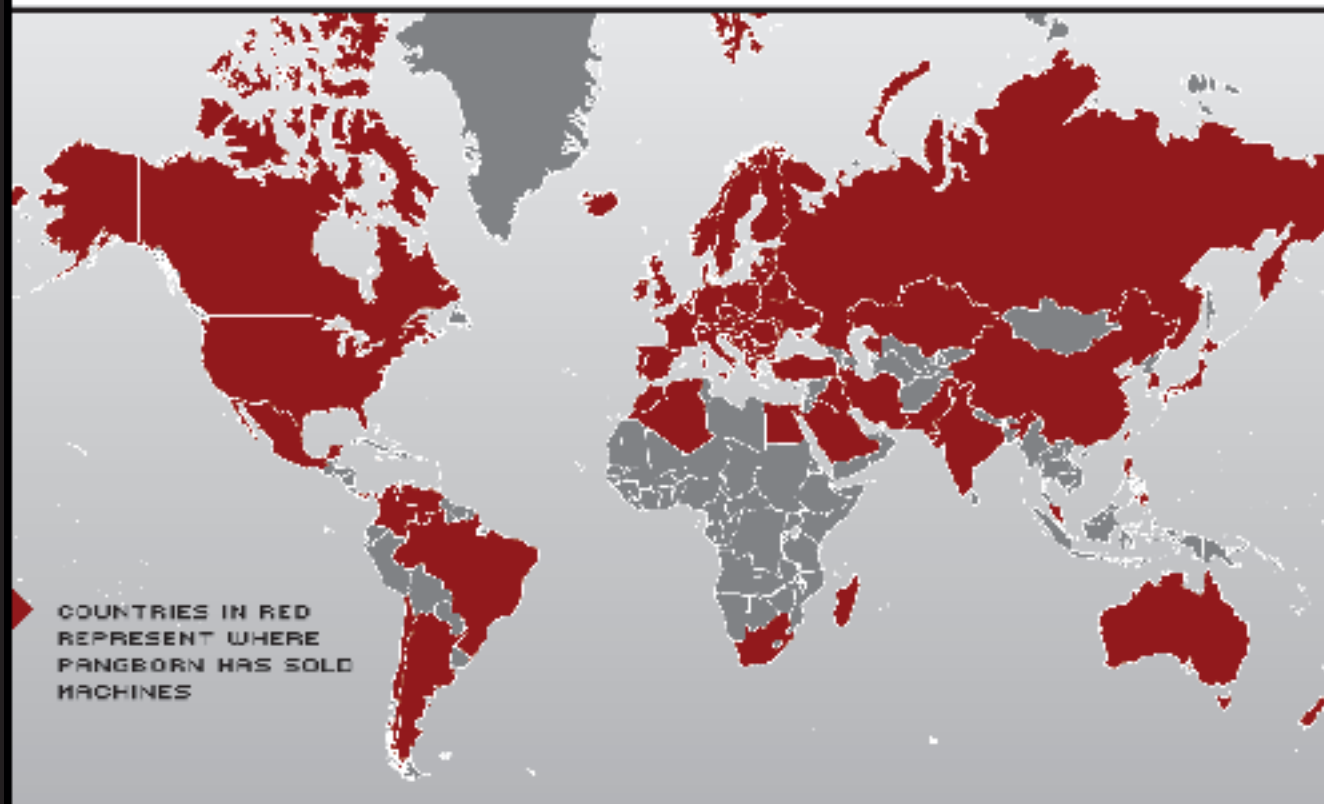 COUNTRIES IN RED
REPRESENT WHERE
PANGBORN HAS SOLD
MACHINES